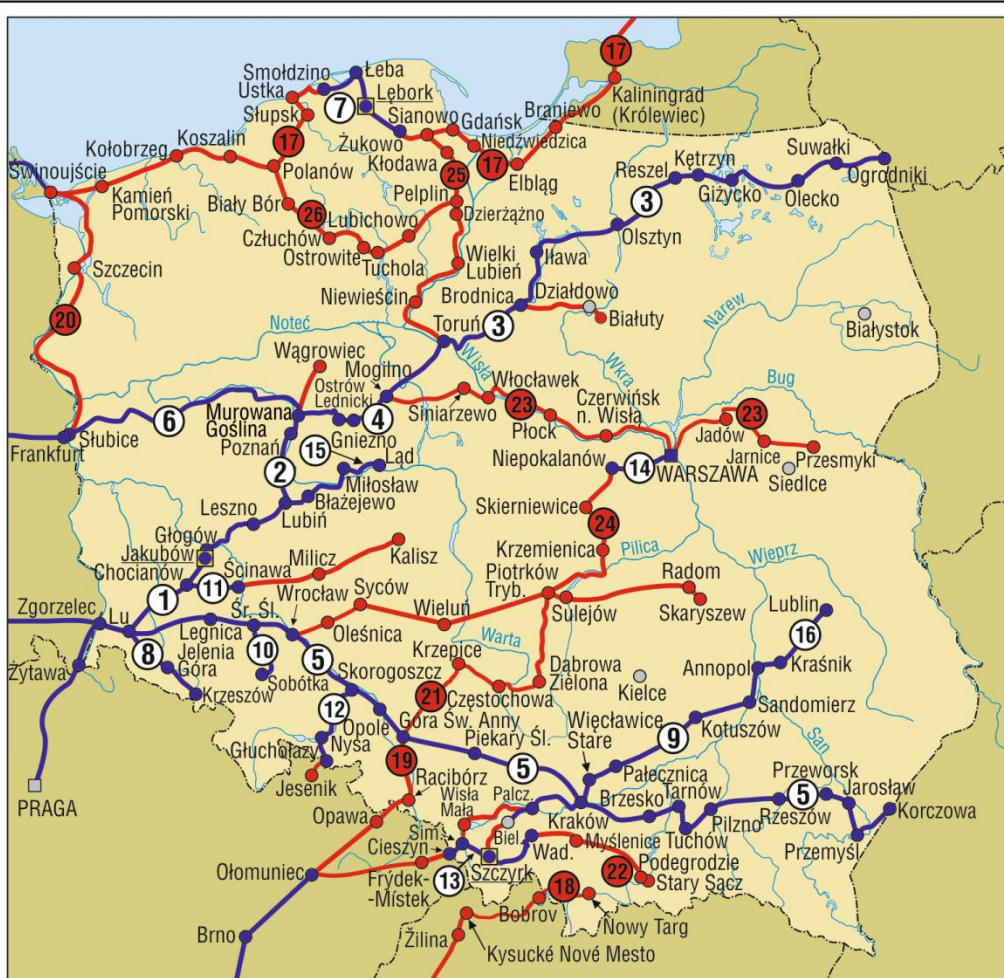 17
Łeba
Smołdzino
Ustka
Lębork
7
Kaliningrad
(Królewiec)
Słupsk
Sianowo
Gdańsk
Braniewo
Koszalin
17
Żukowo
Niedźwiedzica
Suwałki
Kołobrzeg
Kłodawa
17
Reszel
Kętrzyn
Świnoujście
Polanów
25
Elbląg
Ogrodniki
Kamień
Pomorski
Biały Bór
Pelplin
Giżycko
Olecko
26
Lubichowo
Dzierżążno
3
Człuchów
Olsztyn
Ostrowite
Wielki
Lubień
Iława
Szczecin
Tuchola
Działdowo
Niewieścin
Brodnica
20
Toruń
3
Białuty
Narew
Białystok
Noteć
Wągrowiec
Mogilno
Wisła
Wkra
Ostrów
Lednicki
Włocławek
Czerwińsk
n. Wisłą
Bug
6
Murowana
Goślina
4
Siniarzewo
23
23
Słubice
Gniezno
Płock
Jadów
Frankfurt
Poznań
15
Ląd
Niepokalanów
14
WARSZAWA
Jarnice
Przesmyki
2
Miłosław
Siedlce
Leszno
Błażejewo
Skierniewice
Lubiń
24
Głogów
Jakubów
Milicz
Kalisz
Krzemienica
Pilica
Wieprz
Chocianów
Ścinawa
Piotrków
Tryb.
Radom
11
Wrocław
Syców
1
Sulejów
Skaryszew
Lublin
Zgorzelec
Lu.
Śr. Śl.
Wieluń
Legnica
Oleśnica
16
8
Jelenia
Góra
10
Warta
Krzepice
Żytawa
5
Skorogoszcz
Dąbrowa
Zielona
Annopol
Kraśnik
Sobótka
Kielce
Krzeszów
21
Częstochowa
Sandomierz
12
Opole
Góra Św. Anny
Więcławice
Stare
9
Kotuszów
Nysa
Piekary Śl.
San
Głuchołazy
19
5
Pałecznica
Przeworsk
Jesenik
Racibórz
Tarnów
Jarosław
PRAGA
Wisła
Mała
Palcz.
Brzesko
5
Korczowa
Opawa
Kraków
Rzeszów
Biel.
Pilzno
Sim.
Myślenice
Tuchów
Przemyśl
Cieszyn
Wad.
Ołomuniec
Szczyrk
Podegrodzie
13
22
Stary Sącz
Frýdek-
-Místek
18
Bobrov
Nowy Targ
Brno
Žilina
Kysucké Nové Mesto